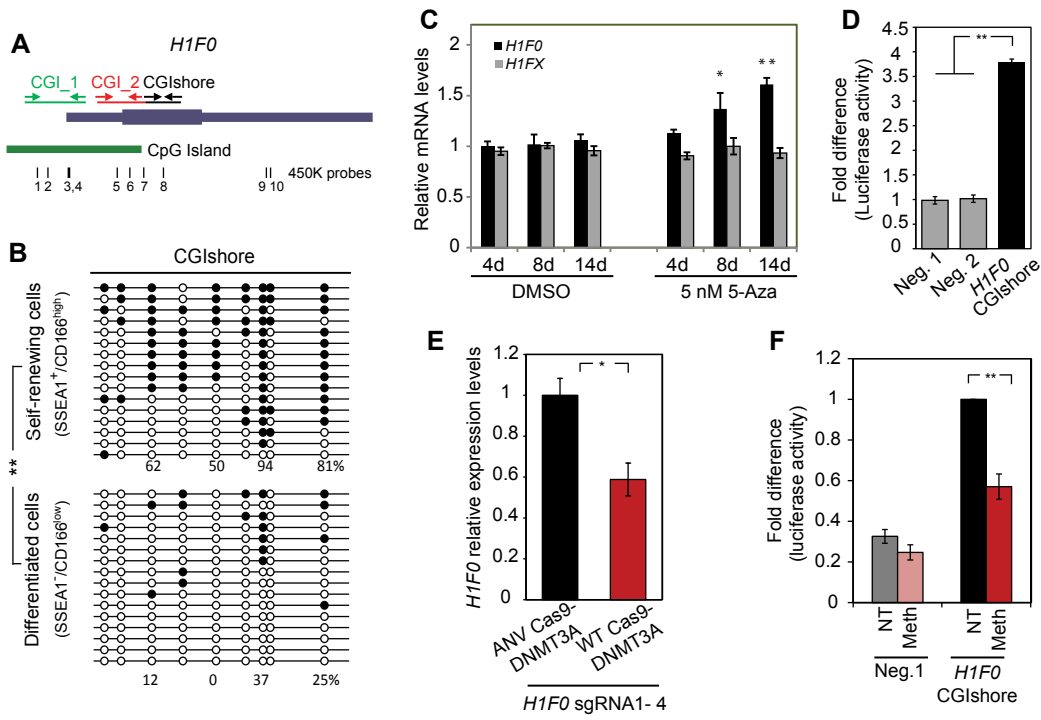 A
H1F0
CGI_1
CGI_2
CGIshore
CpG Island
450K probes
1 2 3,4 5 6 7 8 9 10
B
CGIshore
Self-renewing cells
(SSEA1+/CD166high)
62 50 94 81%
**
Differentiated cells
(SSEA1-/CD166low)
12 0 37 25%
C
Relative mRNA levels
2
1.5
1
0.5
0
H1F0
H1FX
*
**
4d 8d 14d 4d 8d 14d
DMSO
5 nM 5-Aza
D
Fold difference
(Luciferase activity)
4.5
4
3.5
3
2.5
2
1.5
1
0.5
0
**
Neg. 1
Neg. 2
H1F0
CGIshore
E
H1F0 relative expression levels
1.2
1
0.8
0.6
0.4
0.2
0
*
ANV Cas9-
DNMT3A
WT Cas9-
DNMT3A
H1F0 sgRNA1- 4
F
Fold difference
(luciferase activity)
1.2
1
0.8
0.6
0.4
0.2
0
**
NT
Meth
NT
Meth
Neg.1
H1F0
CGIshore